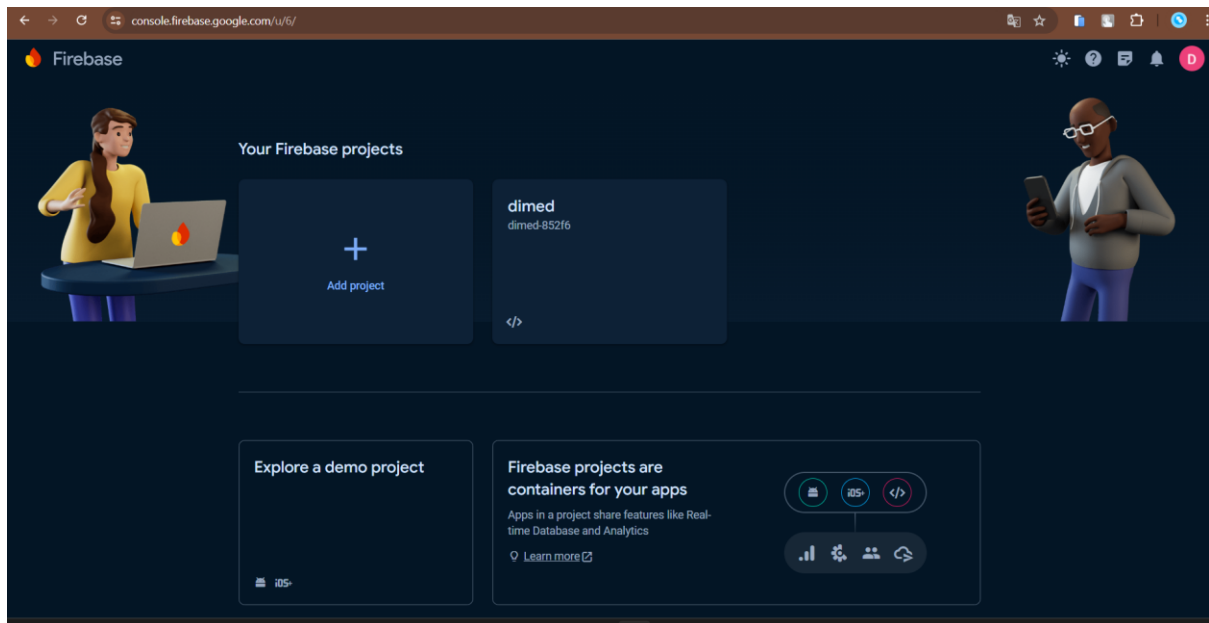 console.firebase.google.com/u/6/
Firebase
D
Your Firebase projects
Add project
dimed
dimed-852f6
</>
Explore a demo project
iOS+
Firebase projects are
containers for your apps
Apps in a project share features like Real-
time Database and Analytics
Learn more
iOS+
</>